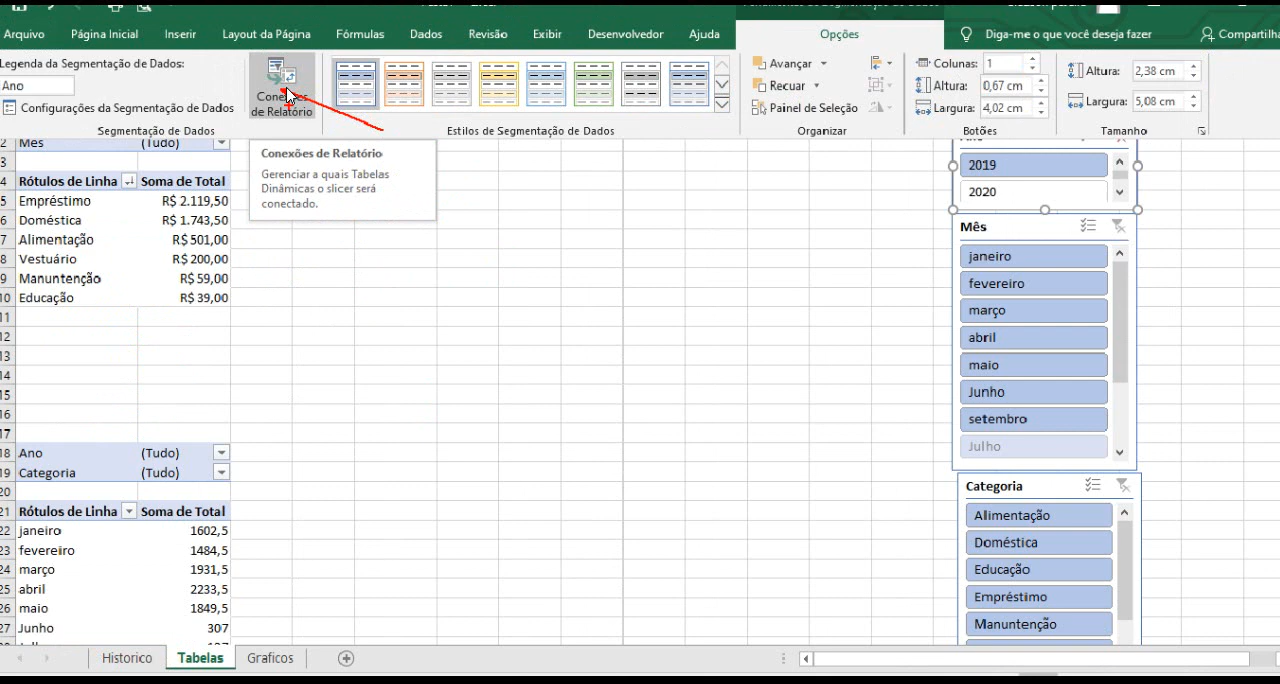 Arquivo Página Inicial Inserir Layout da Página Fórmulas Dados Revisão Exibir Desenvolvedor Ajuda Opções Diga-me o que você deseja fazer Compartilha
Legenda da Segmentação de Dados:
Ano
Configurações da Segmentação de Dados
Segmentação de Dados
Conexões
de Relatório
Estilos de Segmentação de Dados
Avançar
Recuar
Painel de Seleção
Organizar
Colunas: 1
Altura: 0,67 cm
Largura: 4,02 cm
Botões
Altura: 2,38 cm
Largura: 5,08 cm
Tamanho
Conexões de Relatório
Gerenciar a quais Tabelas
Dinâmicas o slicer será
conectado.
2 Mês (Tudo)
3
4 Rótulos de Linha Soma de Total
5 Empréstimo R$ 2.119,50
6 Doméstica R$ 1.743,50
7 Alimentação R$ 501,00
8 Vestuário R$ 200,00
9 Manuntenção R$ 59,00
10 Educação R$ 39,00
11
12
13
14
15
16
17
18 Ano (Tudo)
19 Categoria (Tudo)
20
21 Rótulos de Linha Soma de Total
22 janeiro 1602,5
23 fevereiro 1484,5
24 março 1931,5
25 abril 2233,5
26 maio 1849,5
27 Junho 307
2019
2020
Mês
janeiro
fevereiro
março
abril
maio
Junho
setembro
Julho
Categoria
Alimentação
Doméstica
Educação
Empréstimo
Manuntenção
Historico Tabelas Graficos